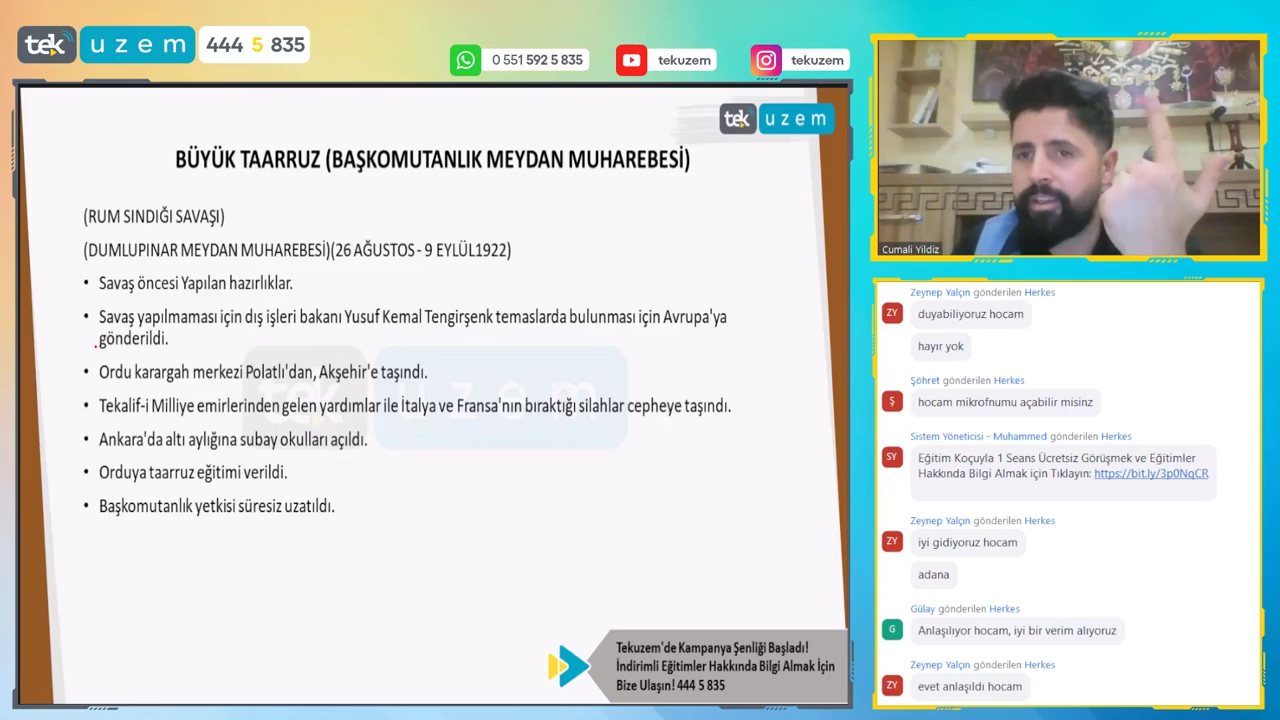 tek uzem 444 5 835
0 551 592 5 835
tekuzem
tekuzem
tek uzem
BÜYÜK TAARRUZ (BAŞKOMUTANLIK MEYDAN MUHAREBESİ)
(RUM SINDIĞI SAVAŞI)
(DUMLUPINAR MEYDAN MUHAREBESİ)(26 AĞUSTOS - 9 EYLÜL1922)
• Savaş öncesi Yapılan hazırlıklar.
• Savaş yapılmaması için dış işleri bakanı Yusuf Kemal Tengirşenk temaslarda bulunması için Avrupa'ya
gönderildi.
• Ordu karargah merkezi Polatlı'dan, Akşehir'e taşındı.
• Tekalif-i Milliye emirlerinden gelen yardımlar ile İtalya ve Fransa'nın bıraktığı silahlar cepheye taşındı.
• Ankara'da altı aylığına subay okulları açıldı.
• Orduya taarruz eğitimi verildi.
• Başkomutanlık yetkisi süresiz uzatıldı.
tek uzem
Tekuzem'de Kampanya Şenliği Başladı!
İndirimli Eğitimler Hakkında Bilgi Almak İçin
Bize Ulaşın! 444 5 835
Cumali Yildiz
Zeynep Yalçın gönderilen Herkes
ZY duyabiliyoruz hocam
hayır yok
Şöhret gönderilen Herkes
Ş hocam mikrofnumu açabilir misinz
Sistem Yöneticisi - Muhammed gönderilen Herkes
SY Eğitim Koçuyla 1 Seans Ücretsiz Görüşmek ve Eğitimler
Hakkında Bilgi Almak için Tıklayın: https://bit.ly/3p0NqCR
Zeynep Yalçın gönderilen Herkes
ZY iyi gidiyoruz hocam
adana
Gülay gönderilen Herkes
G Anlaşılıyor hocam, iyi bir verim alıyoruz
Zeynep Yalçın gönderilen Herkes
ZY evet anlaşıldı hocam